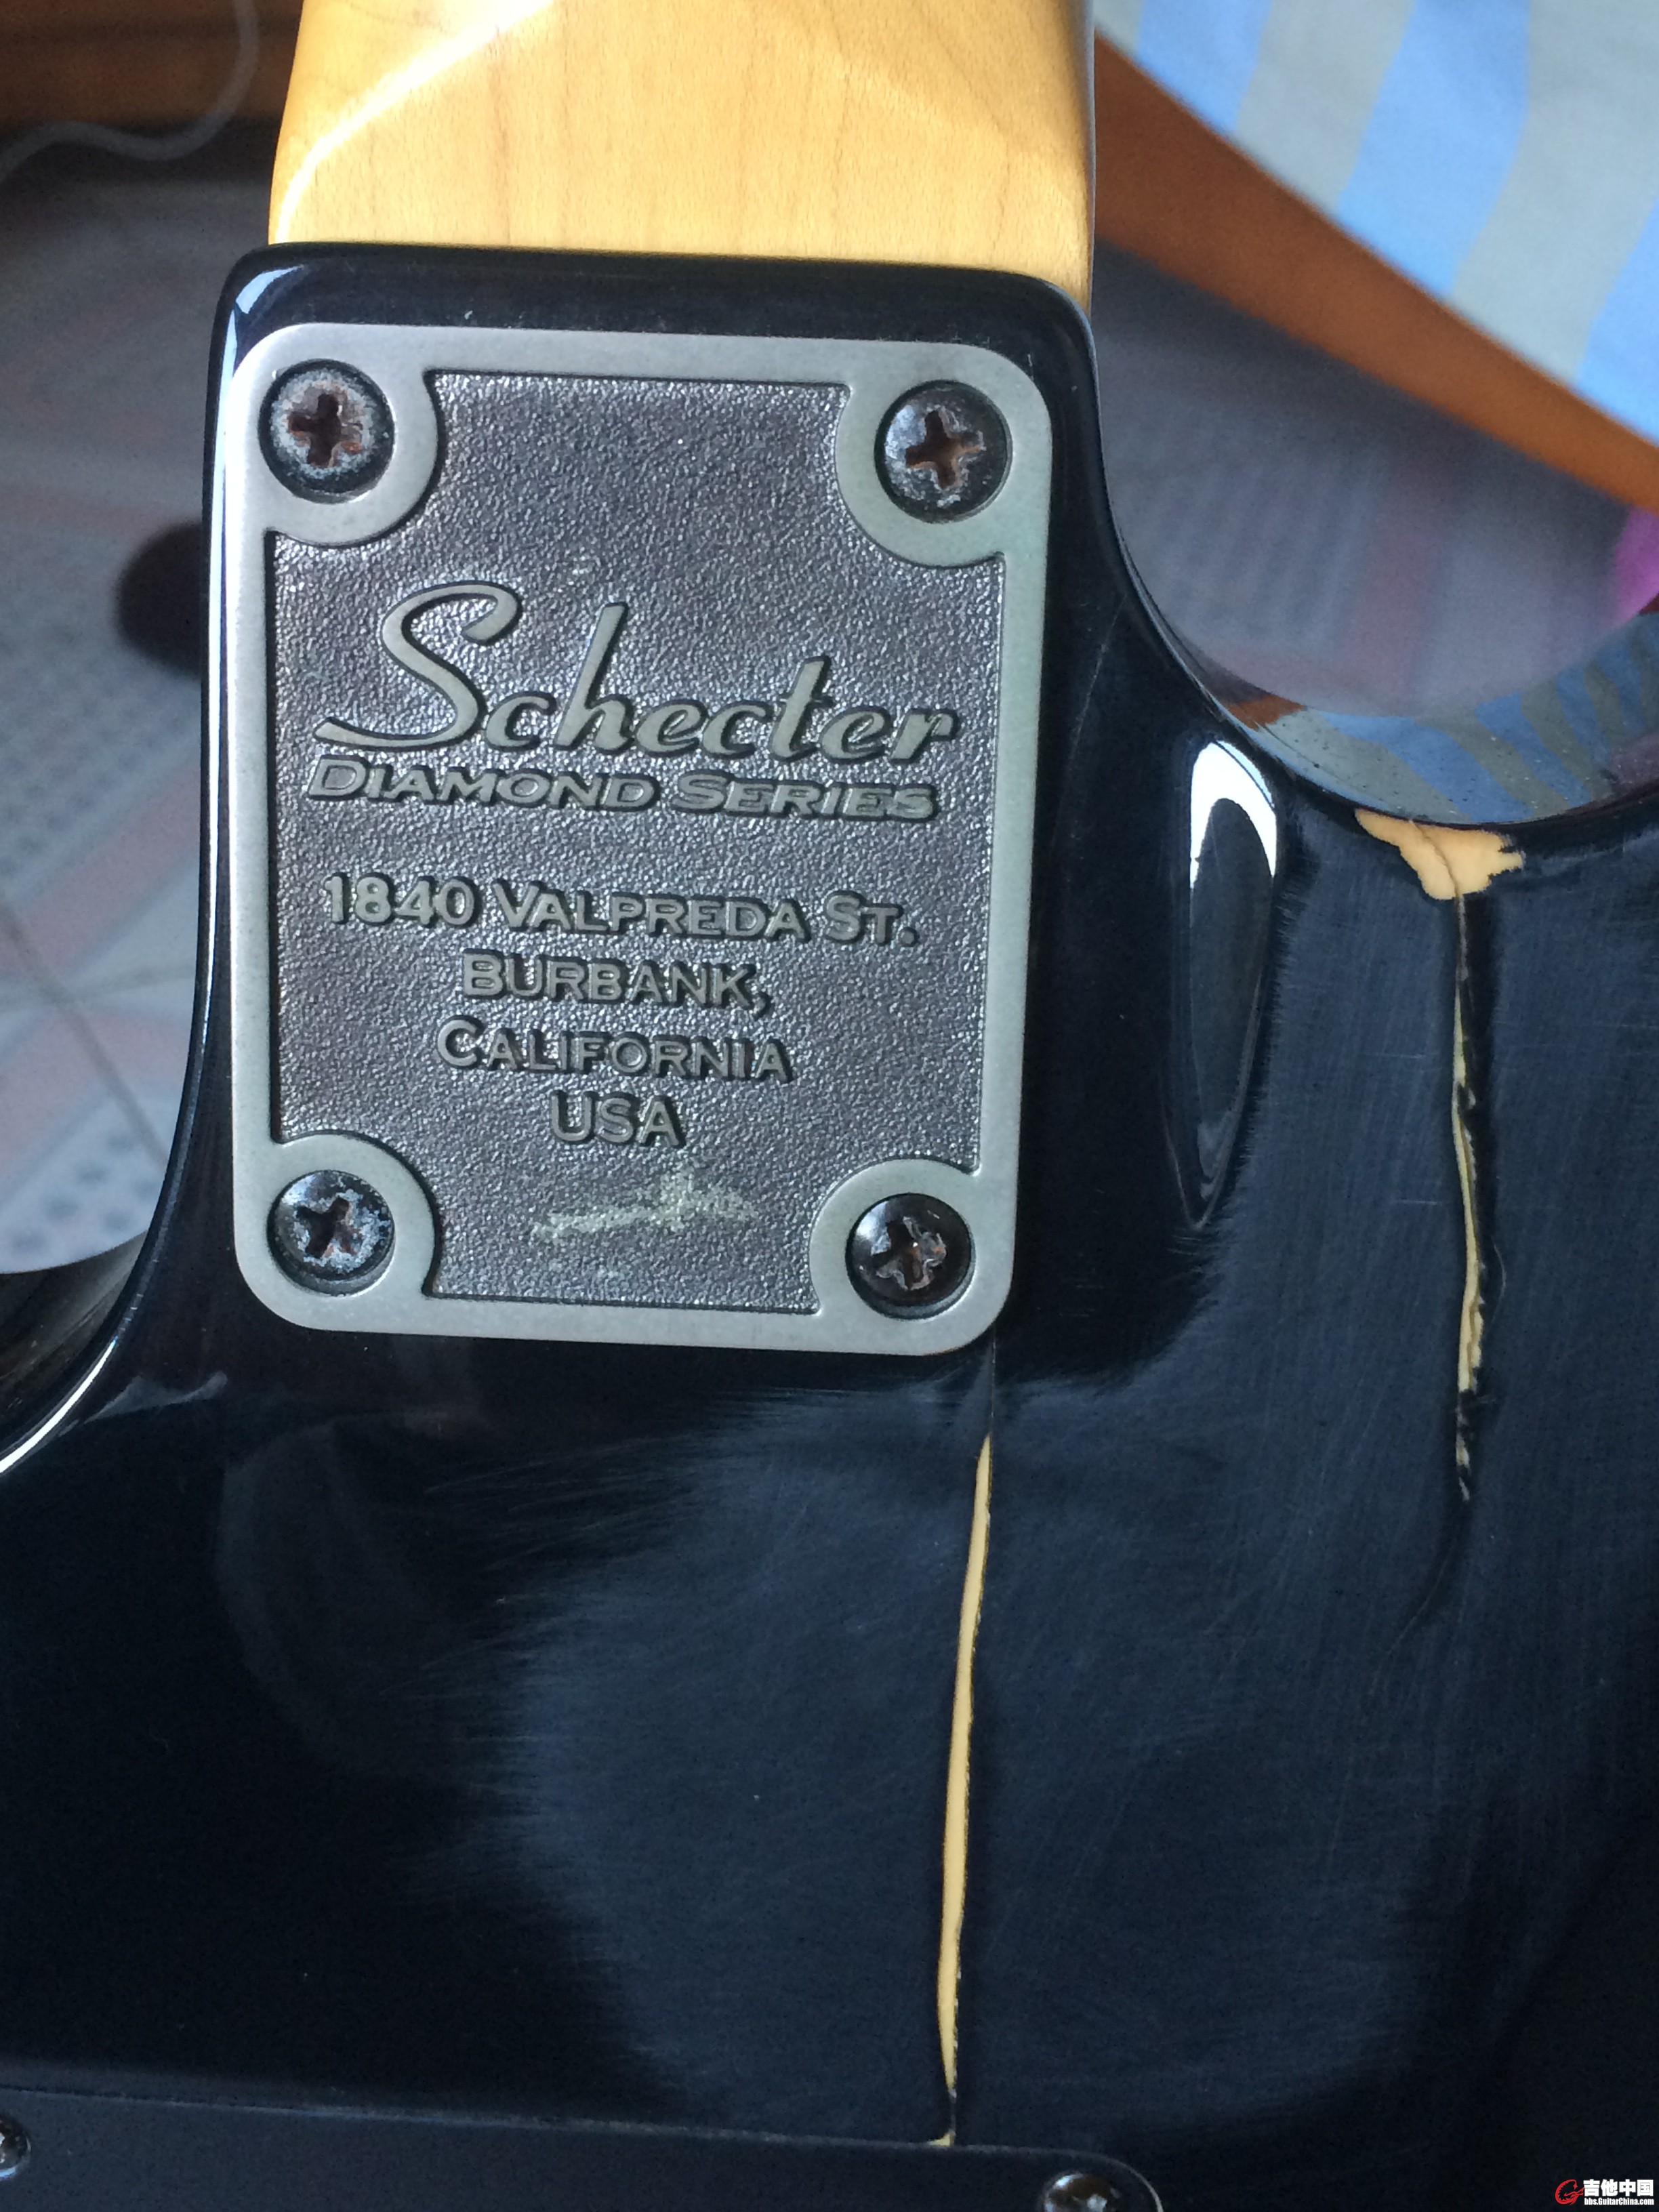 Schecter
DIAMOND SERIES
1840 VALPREDA ST.
BURBANK,
CALIFORNIA
USA
吉他中国
bbs.GuitarChina.com